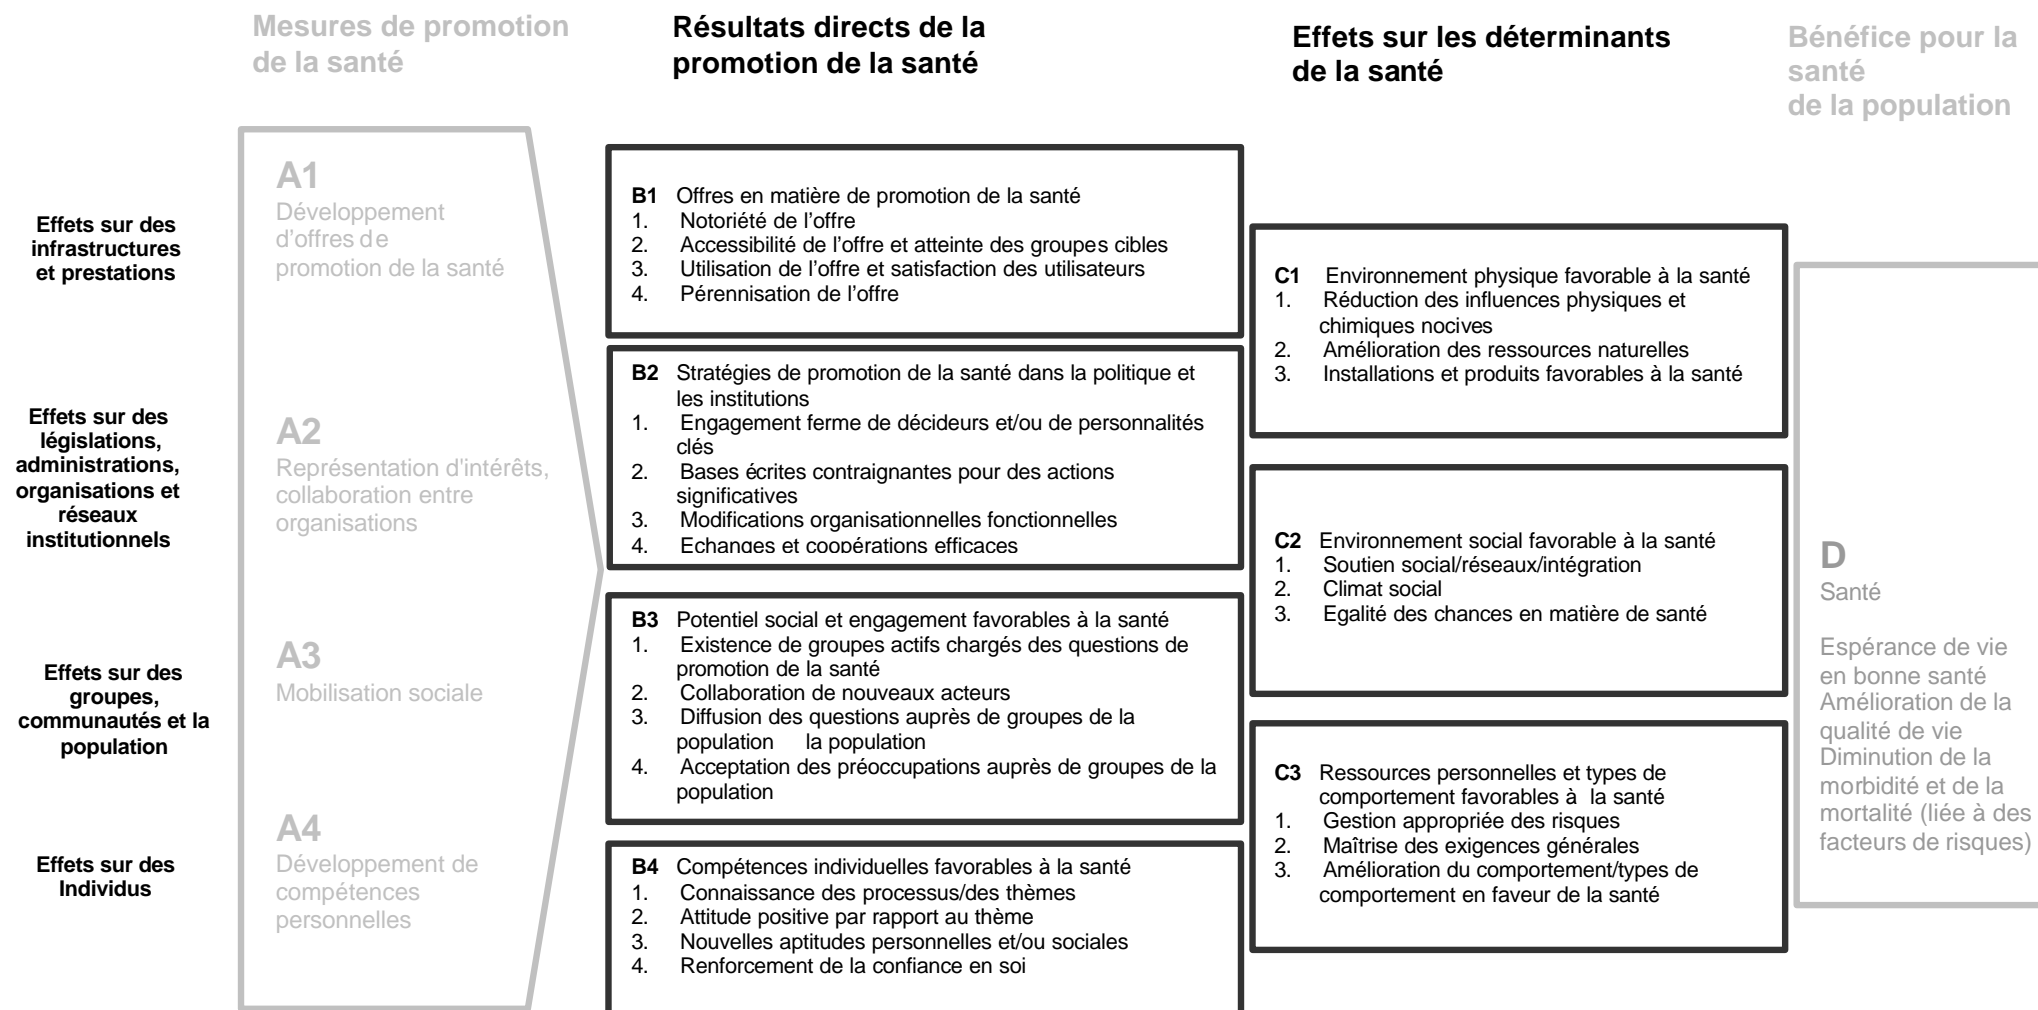 Mesures de promotion
de la santé
Résultats directs de la
promotion de la santé
Effets sur les déterminants
de la santé
Bénéfice pour la
santé
de la population
Effets sur des
infrastructures
et prestations
Effets sur des
législations,
administrations,
organisations et
réseaux
institutionnels
Effets sur des
groupes,
communautés et la
population
Effets sur des
Individus
A1
Développement
d'offres de
promotion de la santé
A2
Représentation d'intérêts,
collaboration entre
organisations
A3
Mobilisation sociale
A4
Développement de
compétences
personnelles
B1 Offres en matière de promotion de la santé
1. Notoriété de l'offre
2. Accessibilité de l'offre et atteinte des groupes cibles
3. Utilisation de l'offre et satisfaction des utilisateurs
4. Pérennisation de l'offre
B2 Stratégies de promotion de la santé dans la politique et
les institutions
1. Engagement ferme de décideurs et/ou de personnalités
clés
2. Bases écrites contraignantes pour des actions
significatives
3. Modifications organisationnelles fonctionnelles
4. Echanges et coopérations efficaces
B3 Potentiel social et engagement favorables à la santé
1. Existence de groupes actifs chargés des questions de
promotion de la santé
2. Collaboration de nouveaux acteurs
3. Diffusion des questions auprès de groupes de la
population la population
4. Acceptation des préoccupations auprès de groupes de la
population
B4 Compétences individuelles favorables à la santé
1. Connaissance des processus/des thèmes
2. Attitude positive par rapport au thème
3. Nouvelles aptitudes personnelles et/ou sociales
4. Renforcement de la confiance en soi
C1 Environnement physique favorable à la santé
1. Réduction des influences physiques et
chimiques nocives
2. Amélioration des ressources naturelles
3. Installations et produits favorables à la santé
C2 Environnement social favorable à la santé
1. Soutien social/réseaux/intégration
2. Climat social
3. Egalité des chances en matière de santé
C3 Ressources personnelles et types de
comportement favorables à la santé
1. Gestion appropriée des risques
2. Maîtrise des exigences générales
3. Amélioration du comportement/types de
comportement en faveur de la santé
D
Santé
Espérance de vie
en bonne santé
Amélioration de la
qualité de vie
Diminution de la
morbidité et de la
mortalité (liée à des
facteurs de risques)